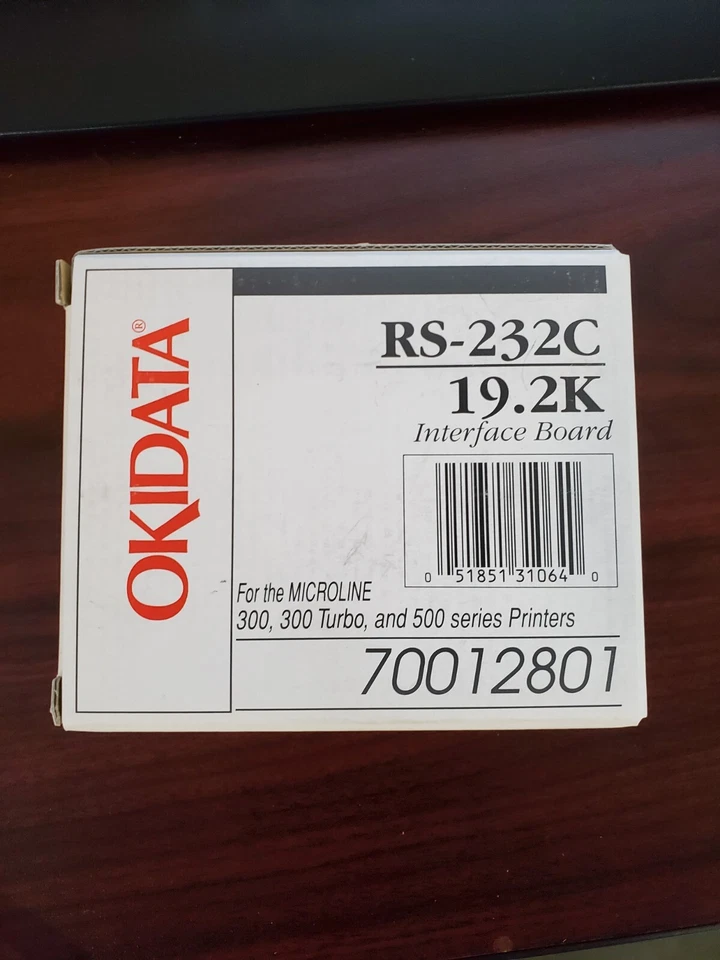 OKIDATA®
RS-232C
19.2K
Interface Board
0 51851 31064 0
For the MICROLINE
300, 300 Turbo, and 500 series Printers
70012801